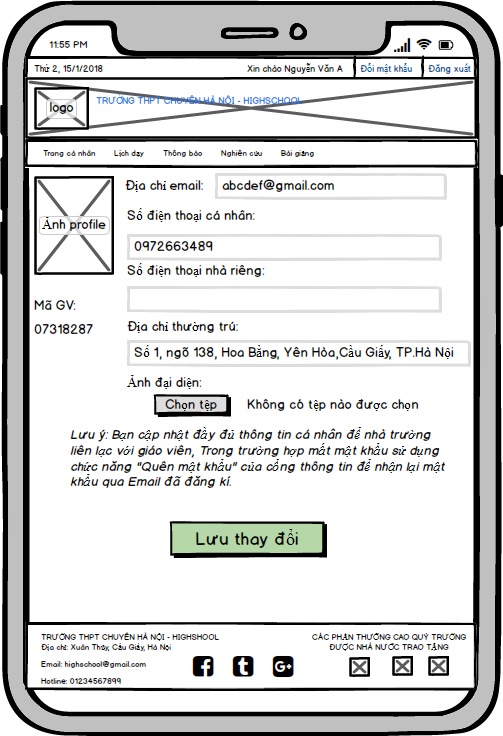 11:55 PM
Thứ 2, 15/1/2018 Xin chào Nguyễn Văn A Đổi mật khẩu Đăng xuất
logo
TRƯỜNG THPT CHUYÊN HÀ NỘI - HIGHSCHOOL
Trang cá nhân Lịch dạy Thông báo Nghiên cứu Bài giảng
Ảnh profile
Mã GV:
07318287
Địa chỉ email: abcdef@gmail.com
Số điện thoại cá nhân:
0972663489
Số điện thoại nhà riêng:
Địa chỉ thường trú:
Số 1, ngõ 138, Hoa Bằng, Yên Hòa,Cầu Giấy, TP.Hà Nội
Ảnh đại diện:
Chọn tệp Không có tệp nào được chọn
Lưu ý: Bạn cập nhật đầy đủ thông tin cá nhân để nhà trường
liên lạc với giáo viên, Trong trường hợp mất mật khẩu sử dụng
chức năng "Quên mật khẩu" của cổng thông tin để nhận lại mật
khẩu qua Email đã đăng kí.
Lưu thay đổi
TRƯỜNG THPT CHUYÊN HÀ NỘI - HIGHSHOOL
Địa chỉ: Xuân Thủy, Cầu Giấy, Hà Nội
Email: highschool@gmail.com
Hotline: 01234567899
CÁC PHẦN THƯỞNG CAO QUÝ TRƯỜNG
ĐƯỢC NHÀ NƯỚC TRAO TẶNG